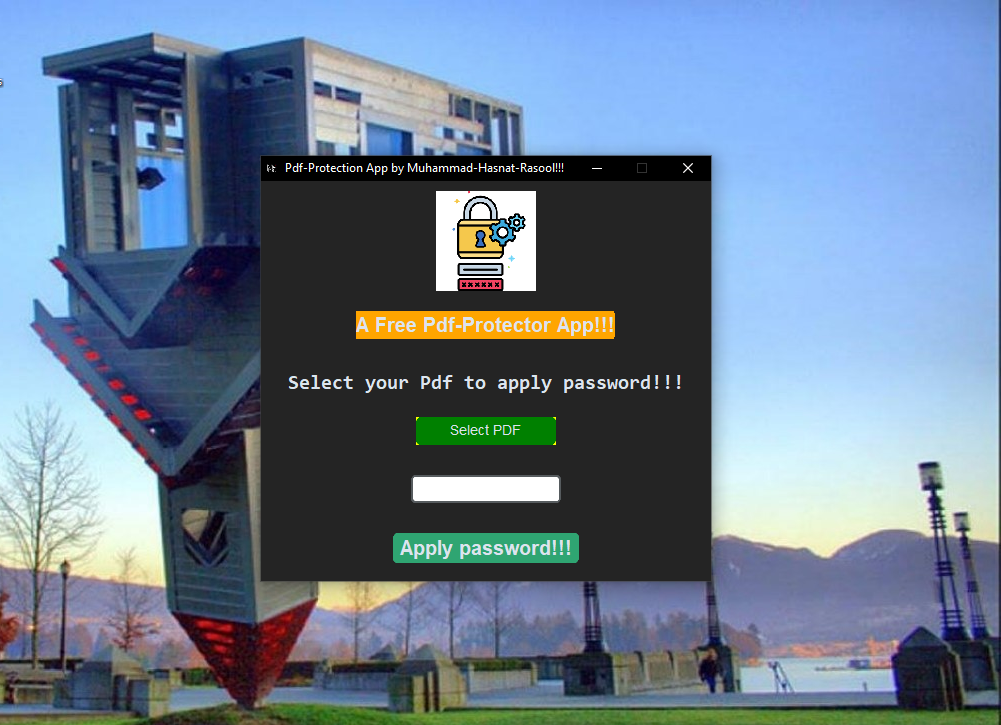 Pdf-Protection App by Muhammad-Hasnat-Rasool!!!
A Free Pdf-Protector App!!!
Select your Pdf to apply password!!!
Select PDF
Apply password!!!